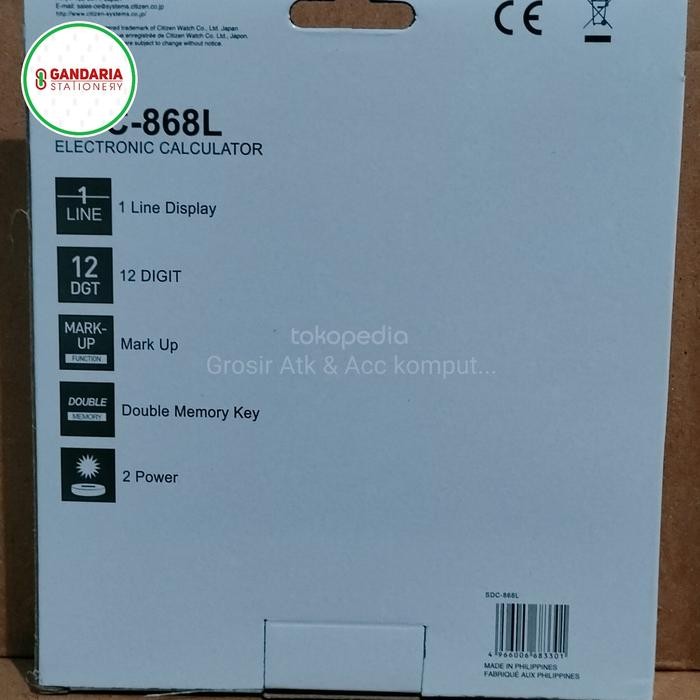 E-mail: sales-oe@systems.citizen.co.jp
http://www.citizen-systems.co.jp/
trademark of Citizen Watch Co., Ltd. Japan
enregistrée de Citizen Watch Co. Ltd., Japon.
are subject to change without notice.
CE
GANDARIA
STATIONERY
C-868L
ELECTRONIC CALCULATOR
1
LINE
1 Line Display
12
DGT
12 DIGIT
MARK-
UP
FUNCTION
Mark Up
tokopedia
Grosir Atk & Acc komput...
DOUBLE
MEMORY
Double Memory Key
2 Power
SDC-868L
4 966006 683301
MADE IN PHILIPPINES
FABRIQUÉ AUX PHILIPPINES